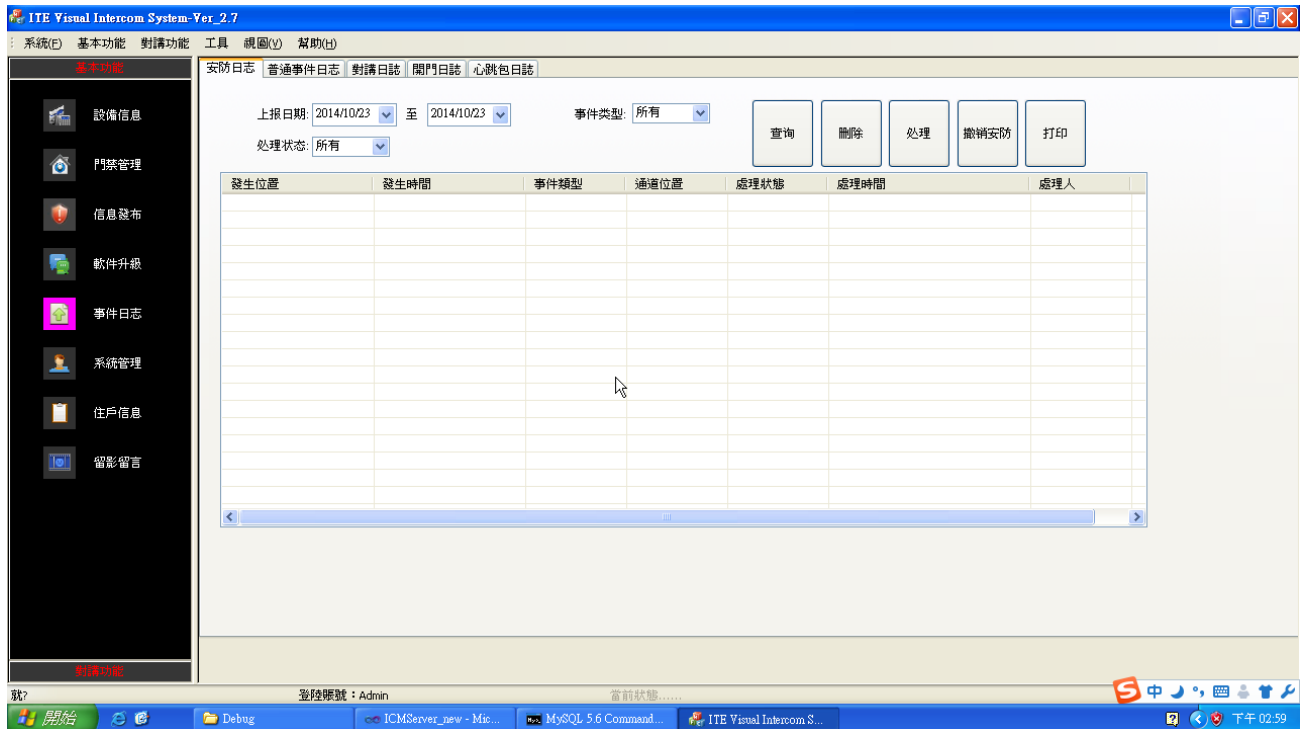 ITE Visual Intercom System-Ver_2.7
系統(F) 基本功能 對講功能 工具 視圖(V) 幫助(H)
基本功能
設備信息
門禁管理
信息發布
軟件升級
事件日志
系統管理
住戶信息
留影留言
對講功能
安防日志 普通事件日志 對講日誌 開門日誌 心跳包日誌
上报日期: 2014/10/23 至 2014/10/23 事件类型: 所有
处理状态: 所有
查询 删除 处理 撤销安防 打印
發生位置 發生時間 事件類型 通道位置 處理狀態 處理時間 處理人
就? 登陸賬號：Admin 當前狀態......
中
開始 Debug ICMServer_new - Mic... MySQL 5.6 Command... ITE Visual Intercom S... 下午 02:59